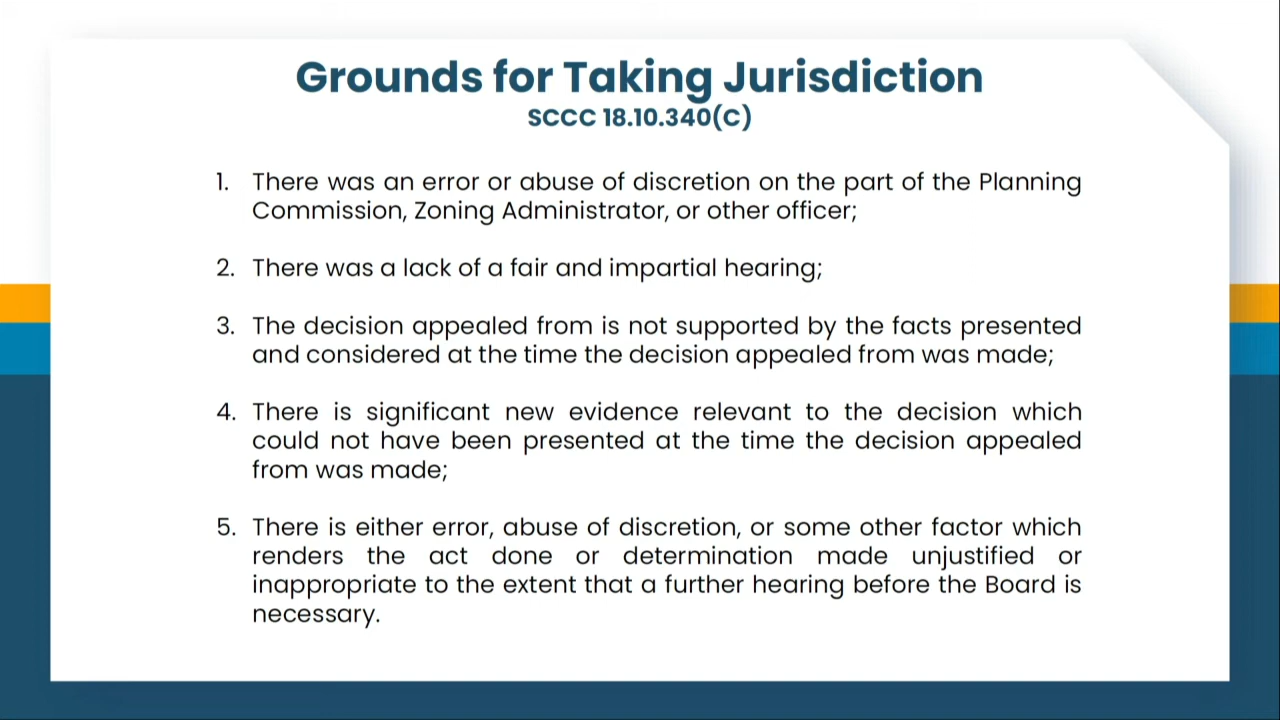 Grounds for Taking Jurisdiction
SCCC 18.10.340(C)
1. There was an error or abuse of discretion on the part of the Planning
Commission, Zoning Administrator, or other officer;
2. There was a lack of a fair and impartial hearing;
3. The decision appealed from is not supported by the facts presented
and considered at the time the decision appealed from was made;
4. There is significant new evidence relevant to the decision which
could not have been presented at the time the decision appealed
from was made;
5. There is either error, abuse of discretion, or some other factor which
renders the act done or determination made unjustified or
inappropriate to the extent that a further hearing before the Board is
necessary.